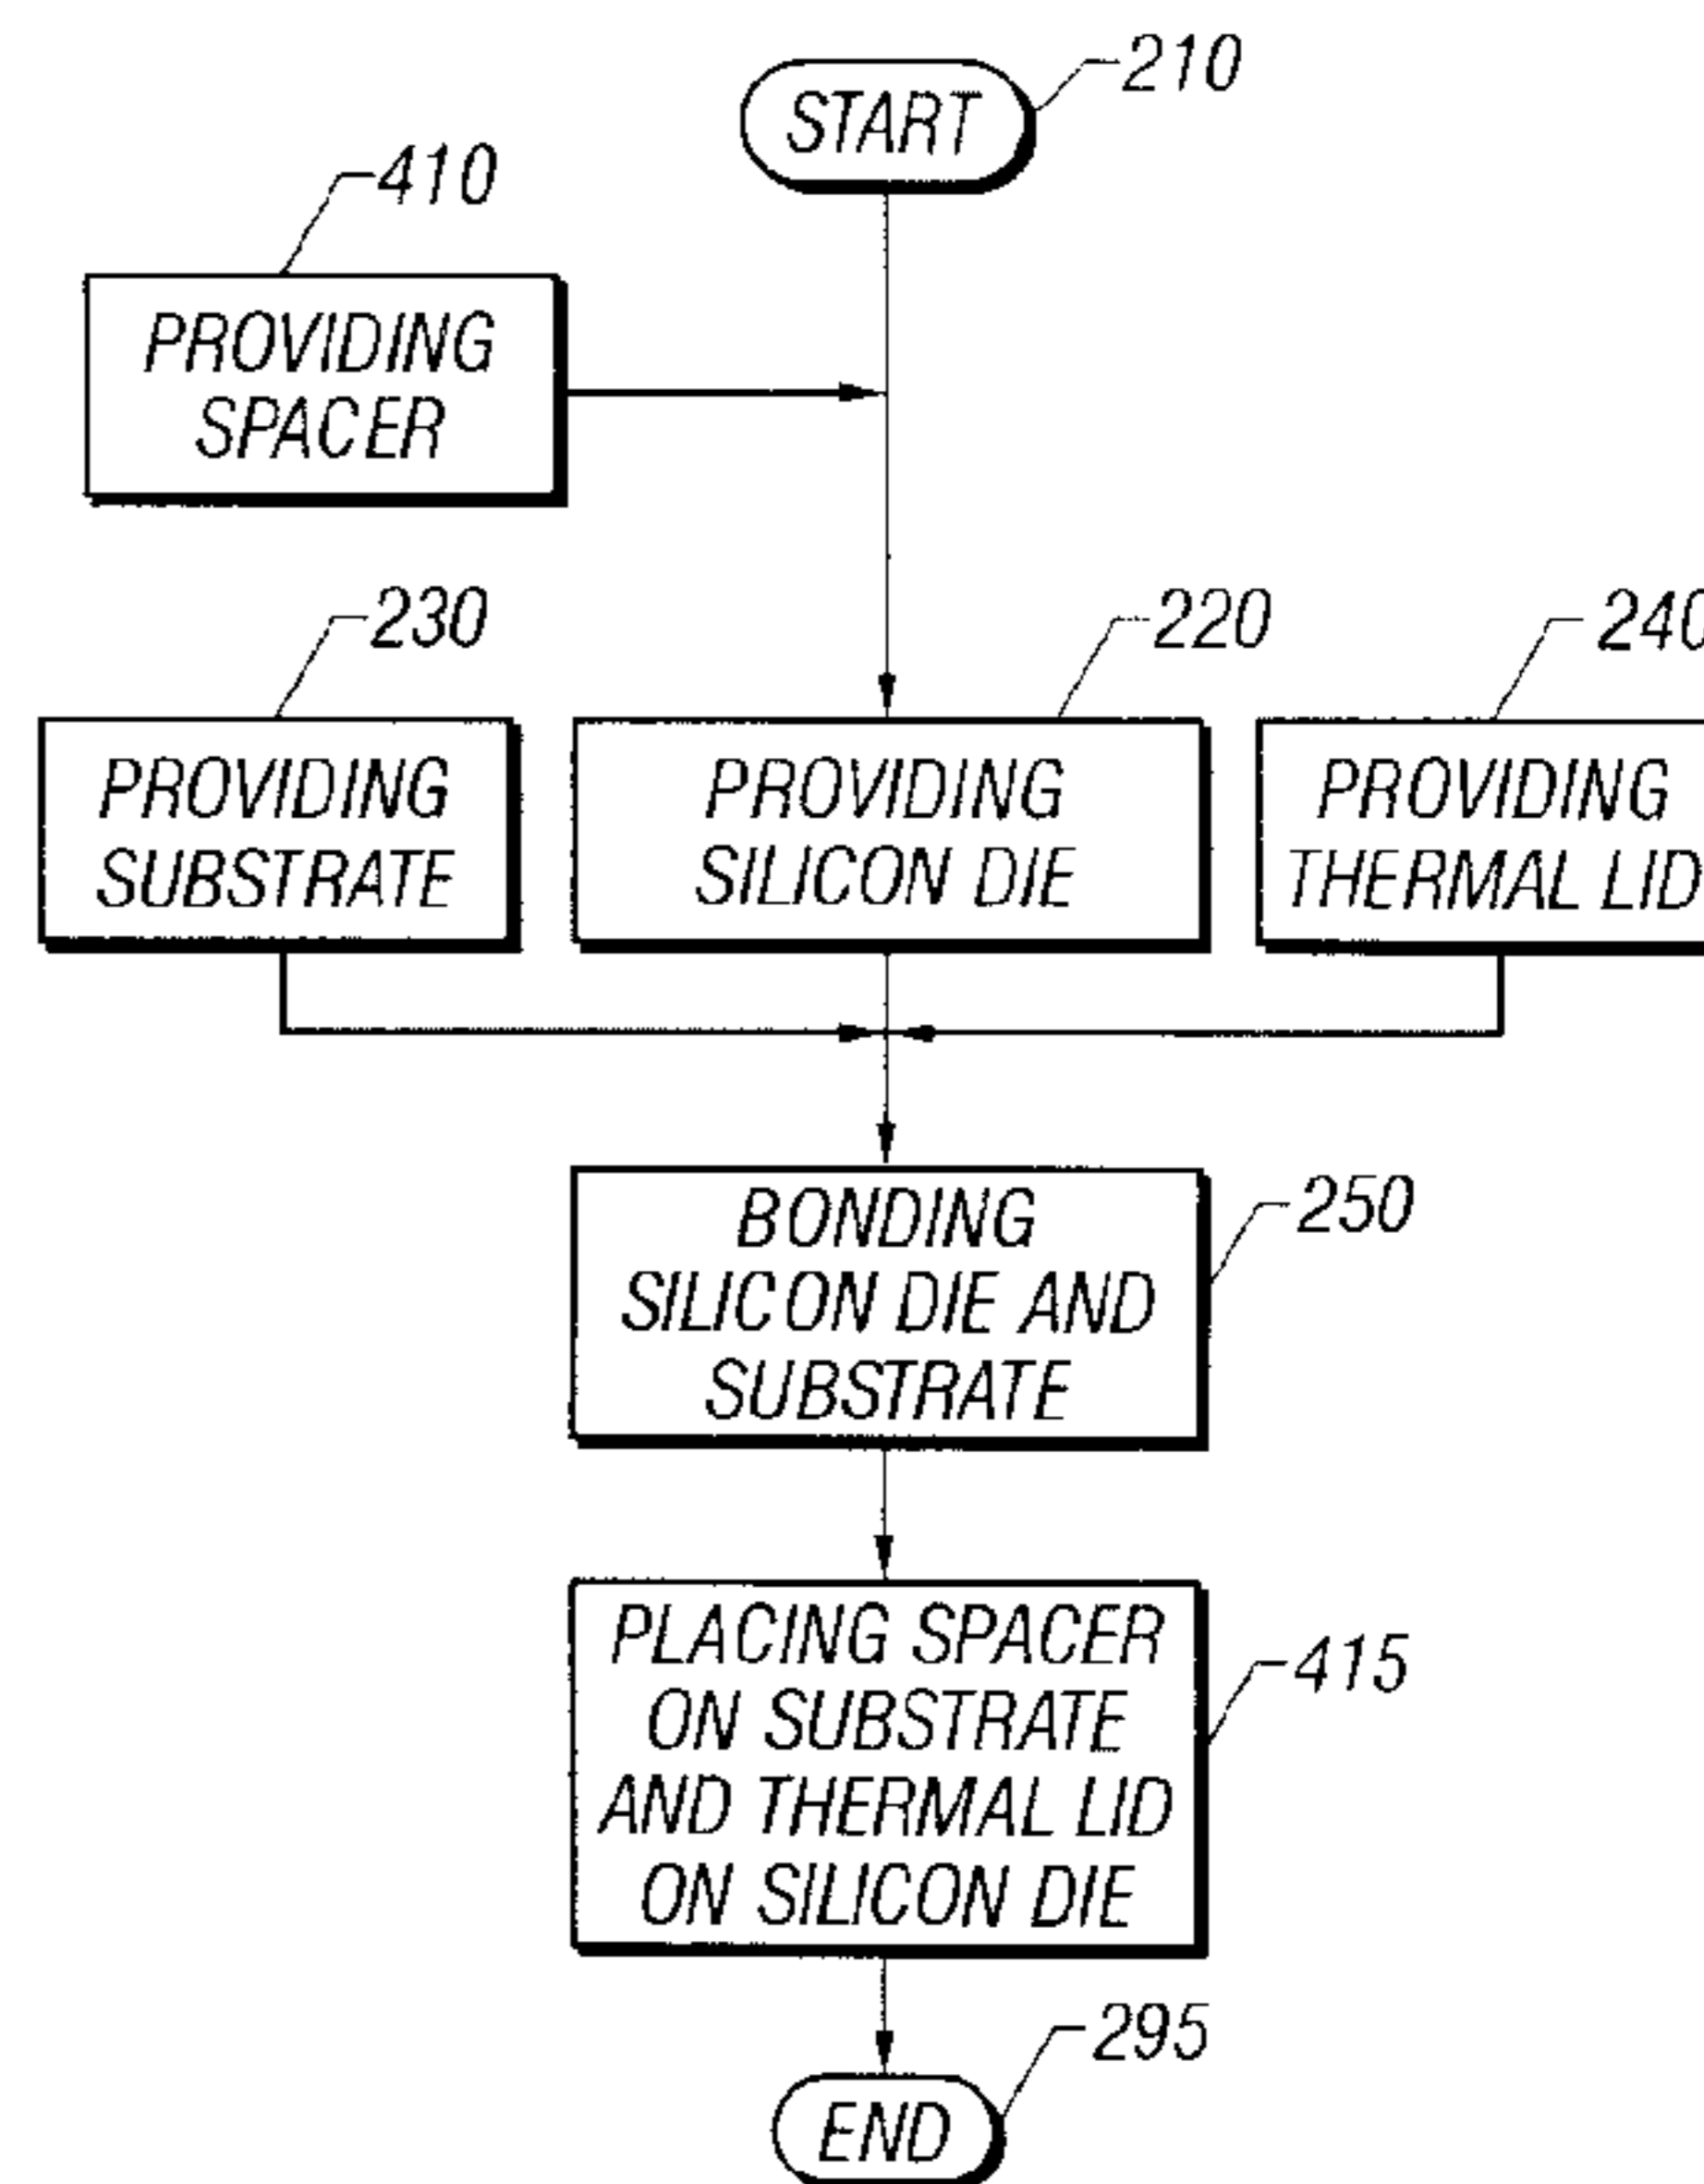 210
START
410
PROVIDING
SPACER
230
220
240
PROVIDING
SUBSTRATE
PROVIDING
SILICON DIE
PROVIDING
THERMAL LID
BONDING
SILICON DIE AND
SUBSTRATE
250
PLACING SPACER
ON SUBSTRATE
AND THERMAL LID
ON SILICON DIE
415
295
END